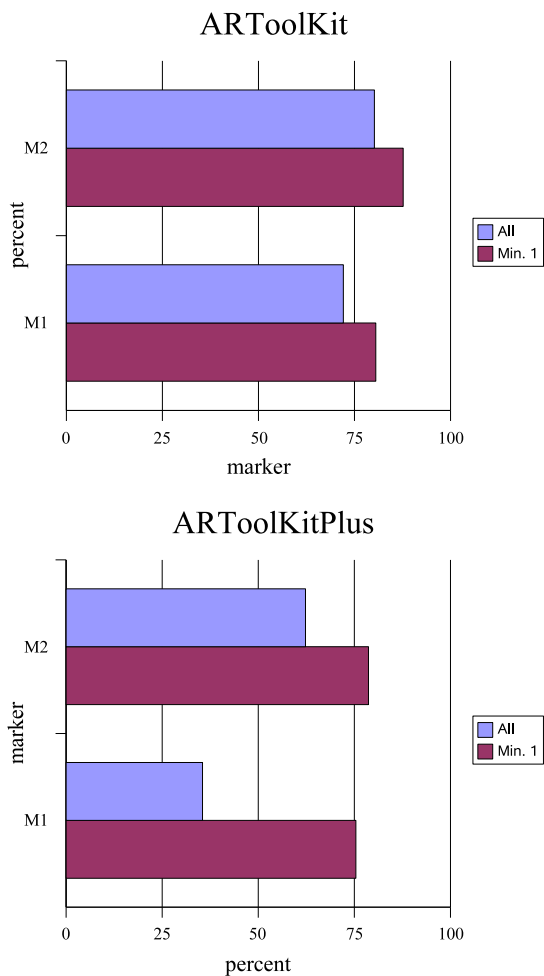 ARToolKit
M2
percent
M1
All
Min. 1
0 25 50 75 100
marker
ARToolKitPlus
M2
marker
M1
All
Min. 1
0 25 50 75 100
percent